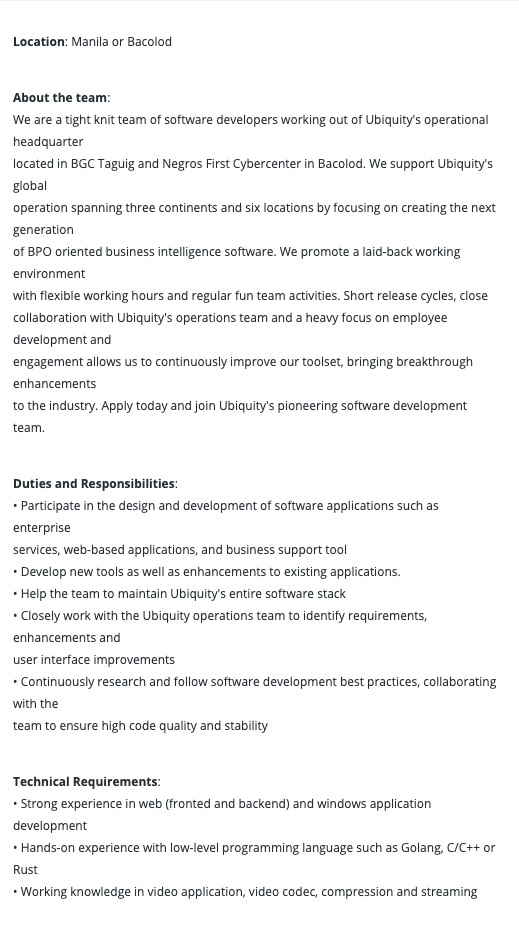 Location: Manila or Bacolod
About the team:
We are a tight knit team of software developers working out of Ubiquity's operational
headquarter
located in BGC Taguig and Negros First Cybercenter in Bacolod. We support Ubiquity's
global
operation spanning three continents and six locations by focusing on creating the next
generation
of BPO oriented business intelligence software. We promote a laid-back working
environment
with flexible working hours and regular fun team activities. Short release cycles, close
collaboration with Ubiquity's operations team and a heavy focus on employee
development and
engagement allows us to continuously improve our toolset, bringing breakthrough
enhancements
to the industry. Apply today and join Ubiquity's pioneering software development
team.
Duties and Responsibilities:
• Participate in the design and development of software applications such as
enterprise
services, web-based applications, and business support tool
• Develop new tools as well as enhancements to existing applications.
• Help the team to maintain Ubiquity's entire software stack
• Closely work with the Ubiquity operations team to identify requirements,
enhancements and
user interface improvements
• Continuously research and follow software development best practices, collaborating
with the
team to ensure high code quality and stability
Technical Requirements:
• Strong experience in web (fronted and backend) and windows application
development
• Hands-on experience with low-level programming language such as Golang, C/C++ or
Rust
• Working knowledge in video application, video codec, compression and streaming